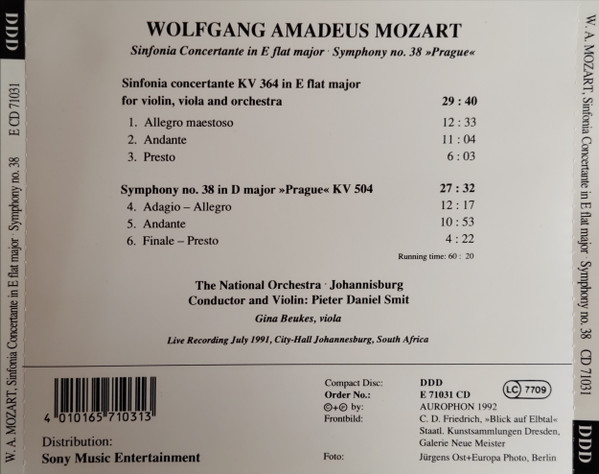 WOLFGANG AMADEUS MOZART
Sinfonia Concertante in E flat major · Symphony no. 38 »Prague«
Sinfonia concertante KV 364 in E flat major
for violin, viola and orchestra 29 : 40
1. Allegro maestoso 12 : 33
2. Andante 11 : 04
3. Presto 6 : 03
Symphony no. 38 in D major »Prague« KV 504 27 : 32
4. Adagio – Allegro 12 : 17
5. Andante 10 : 53
6. Finale – Presto 4 : 22
Running time: 60 : 20
The National Orchestra · Johannisburg
Conductor and Violin: Pieter Daniel Smit
Gina Beukes, viola
Live Recording July 1991, City-Hall Johannesburg, South Africa
4 010165 710313
Distribution:
Sony Music Entertainment
Compact Disc: DDD
Order No.: E 71031 CD
©+℗ by: AUROPHON 1992
Frontbild: C. D. Friedrich, »Blick auf Elbtal«
Staatl. Kunstsammlungen Dresden,
Galerie Neue Meister
Foto: Jürgens Ost+Europa Photo, Berlin
LC 7709
W. A. MOZART, Sinfonia Concertante in E flat major · Symphony no. 38 E CD 71031 DDD
W. A. MOZART, Sinfonia Concertante in E flat major · Symphony no. 38 CD 71031 DDD